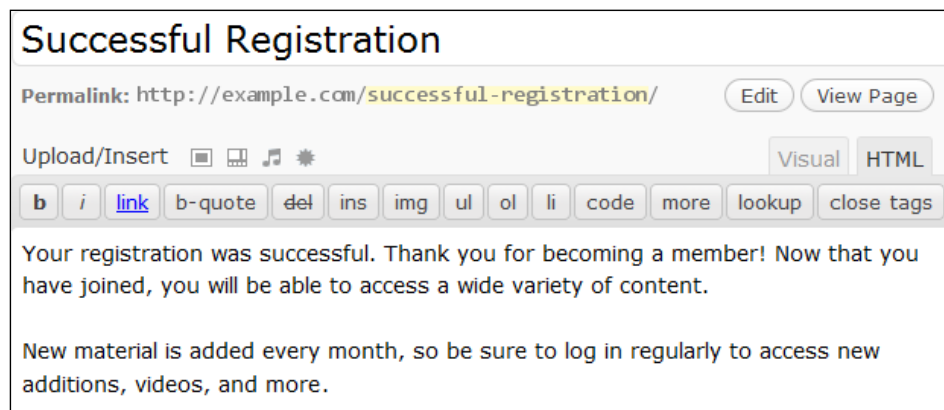 Successful Registration
Permalink: http://example.com/successful-registration/ Edit View Page
Upload/Insert Visual HTML
b i link b-quote del ins img ul ol li code more lookup close tags
Your registration was successful. Thank you for becoming a member! Now that you
have joined, you will be able to access a wide variety of content.
New material is added every month, so be sure to log in regularly to access new
additions, videos, and more.